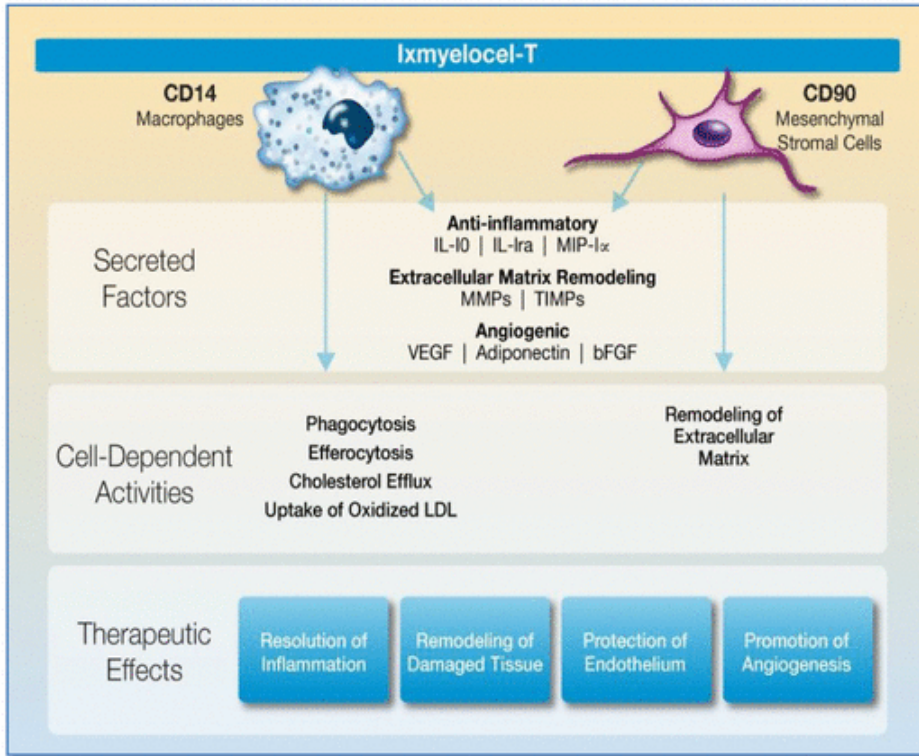 Ixmyelocel-T
CD14
Macrophages
CD90
Mesenchymal
Stromal Cells
Secreted
Factors
Anti-inflammatory
IL-I0 | IL-Ira | MIP-I∝
Extracellular Matrix Remodeling
MMPs | TIMPs
Angiogenic
VEGF | Adiponectin | bFGF
Cell-Dependent
Activities
Phagocytosis
Efferocytosis
Cholesterol Efflux
Uptake of Oxidized LDL
Remodeling of
Extracellular
Matrix
Therapeutic
Effects
Resolution of
Inflammation
Remodeling of
Damaged Tissue
Protection of
Endothelium
Promotion of
Angiogenesis